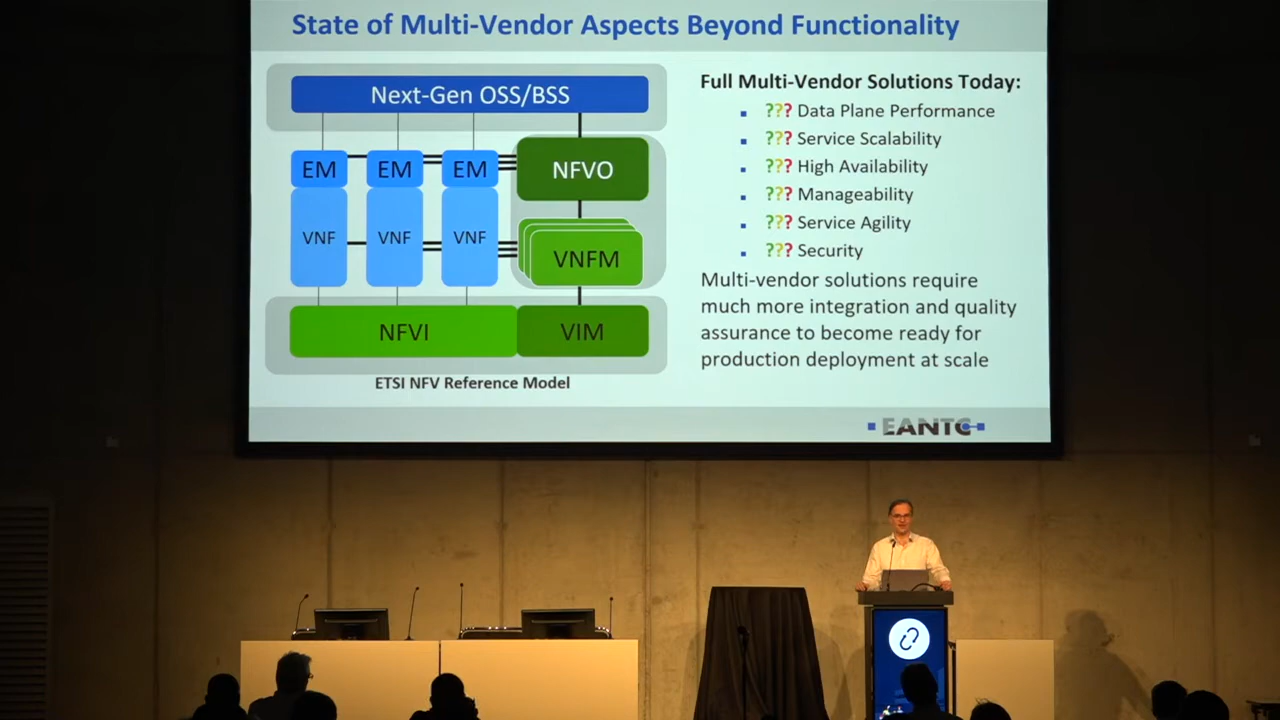 State of Multi-Vendor Aspects Beyond Functionality
Next-Gen OSS/BSS
EM EM EM
NFVO
VNF VNF VNF
VNFM
NFVI
VIM
ETSI NFV Reference Model
Full Multi-Vendor Solutions Today:
??? Data Plane Performance
??? Service Scalability
??? High Availability
??? Manageability
??? Service Agility
??? Security
Multi-vendor solutions require
much more integration and quality
assurance to become ready for
production deployment at scale
EANTC